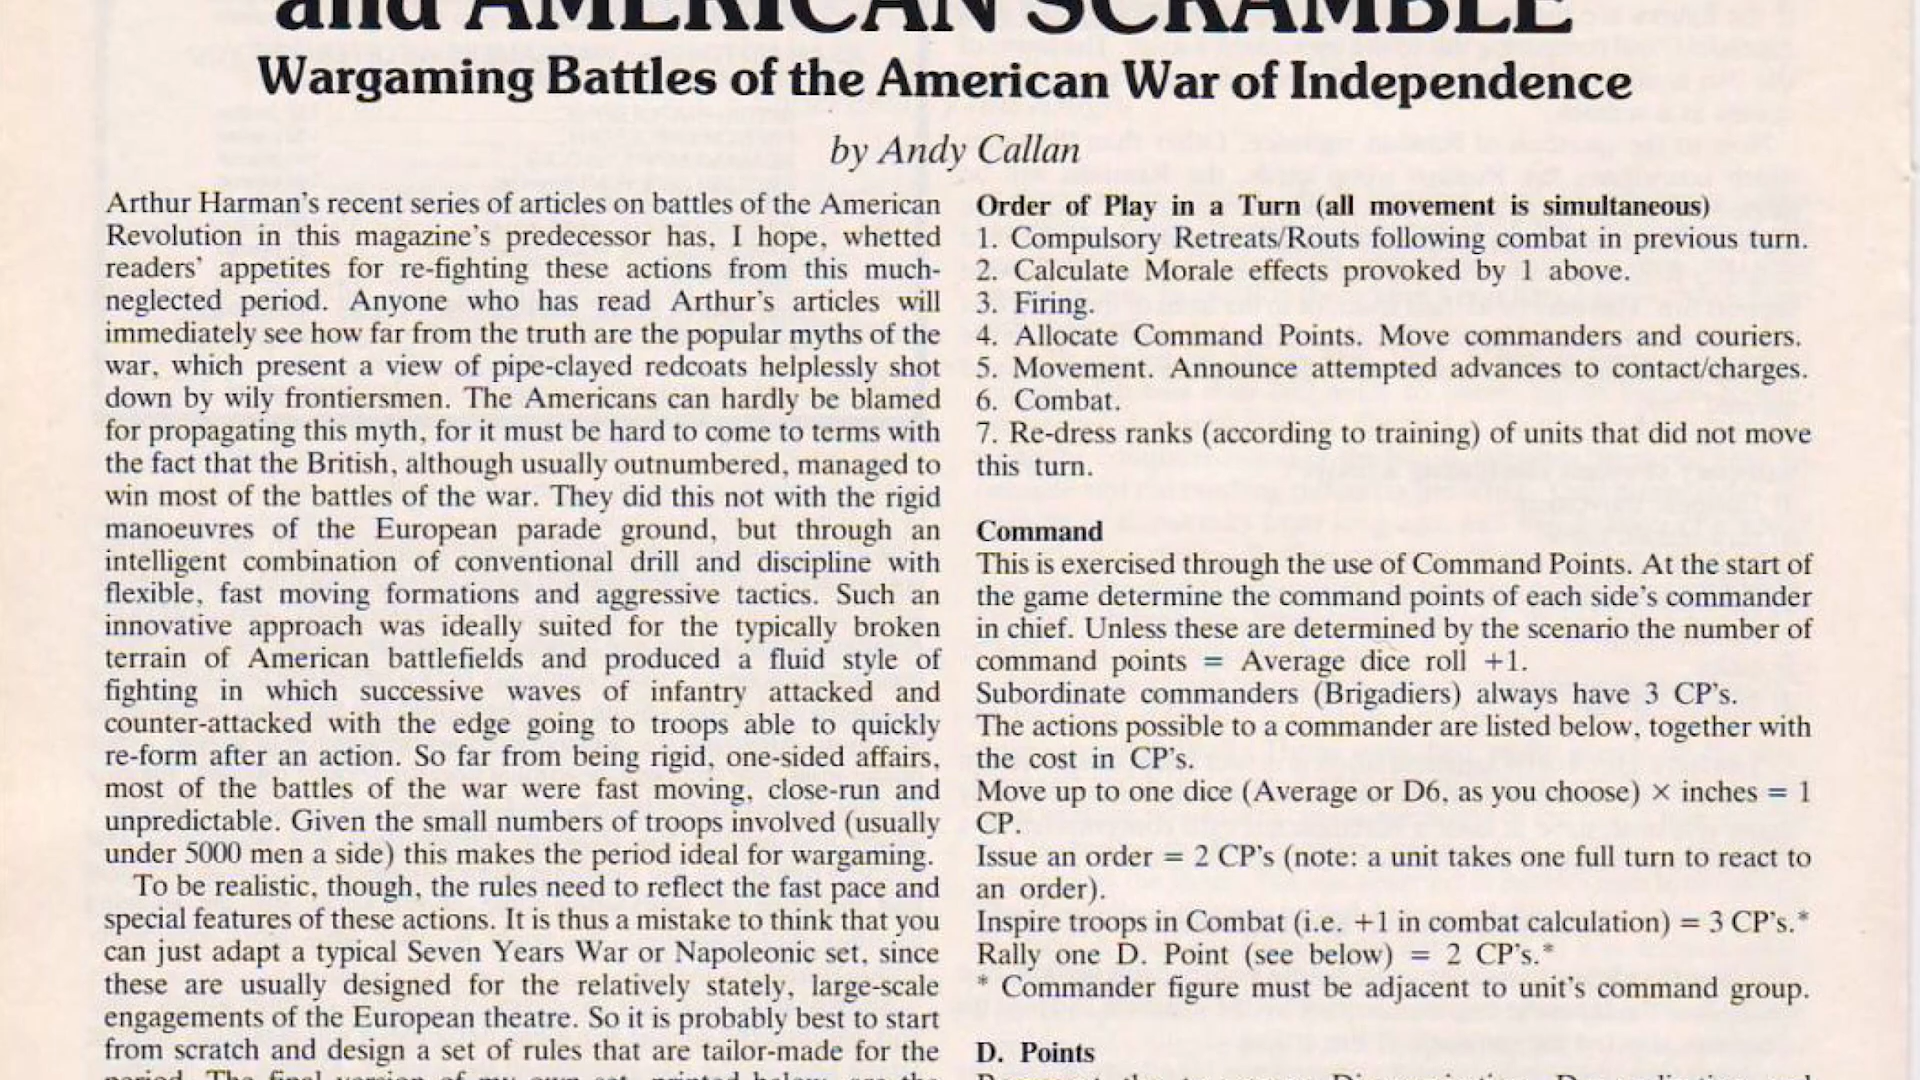 and AMERICAN SCRAMBLE
Wargaming Battles of the American War of Independence
by Andy Callan
Arthur Harman's recent series of articles on battles of the American
Revolution in this magazine's predecessor has, I hope, whetted
readers' appetites for re-fighting these actions from this much-
neglected period. Anyone who has read Arthur's articles will
immediately see how far from the truth are the popular myths of the
war, which present a view of pipe-clayed redcoats helplessly shot
down by wily frontiersmen. The Americans can hardly be blamed
for propagating this myth, for it must be hard to come to terms with
the fact that the British, although usually outnumbered, managed to
win most of the battles of the war. They did this not with the rigid
manoeuvres of the European parade ground, but through an
intelligent combination of conventional drill and discipline with
flexible, fast moving formations and aggressive tactics. Such an
innovative approach was ideally suited for the typically broken
terrain of American battlefields and produced a fluid style of
fighting in which successive waves of infantry attacked and
counter-attacked with the edge going to troops able to quickly
re-form after an action. So far from being rigid, one-sided affairs,
most of the battles of the war were fast moving, close-run and
unpredictable. Given the small numbers of troops involved (usually
under 5000 men a side) this makes the period ideal for wargaming.
To be realistic, though, the rules need to reflect the fast pace and
special features of these actions. It is thus a mistake to think that you
can just adapt a typical Seven Years War or Napoleonic set, since
these are usually designed for the relatively stately, large-scale
engagements of the European theatre. So it is probably best to start
from scratch and design a set of rules that are tailor-made for the
period. The final version of my own set, printed below, are the
Order of Play in a Turn (all movement is simultaneous)
1. Compulsory Retreats/Routs following combat in previous turn.
2. Calculate Morale effects provoked by 1 above.
3. Firing.
4. Allocate Command Points. Move commanders and couriers.
5. Movement. Announce attempted advances to contact/charges.
6. Combat.
7. Re-dress ranks (according to training) of units that did not move
this turn.
Command
This is exercised through the use of Command Points. At the start of
the game determine the command points of each side's commander
in chief. Unless these are determined by the scenario the number of
command points = Average dice roll +1.
Subordinate commanders (Brigadiers) always have 3 CP's.
The actions possible to a commander are listed below, together with
the cost in CP's.
Move up to one dice (Average or D6, as you choose) × inches = 1
CP.
Issue an order = 2 CP's (note: a unit takes one full turn to react to
an order).
Inspire troops in Combat (i.e. +1 in combat calculation) = 3 CP's.*
Rally one D. Point (see below) = 2 CP's.*
* Commander figure must be adjacent to unit's command group.
D. Points